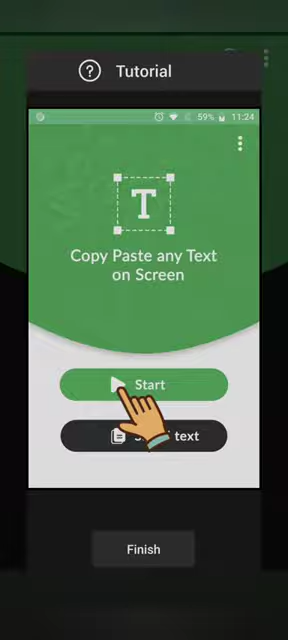 Tutorial
59% 11:24
T
Copy Paste any Text
on Screen
Start
text
Finish